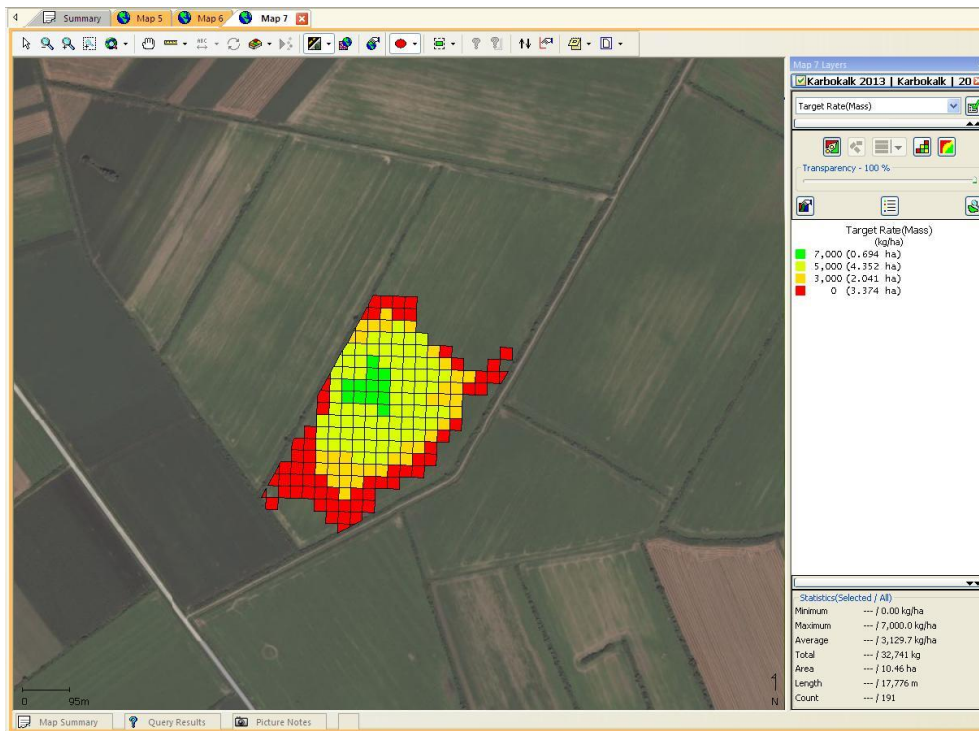 Summary Map 5 Map 6 Map 7
Map 7 Layers
Karbokalk 2013 | Karbokalk | 20
Target Rate(Mass)
Transparency - 100 %
Target Rate(Mass)
(kg/ha)
7,000 (0.694 ha)
5,000 (4.352 ha)
3,000 (2.041 ha)
0 (3.374 ha)
Statistics(Selected / All)
Minimum --- / 0.00 kg/ha
Maximum --- / 7,000.0 kg/ha
Average --- / 3,129.7 kg/ha
Total --- / 32,741 kg
Area --- / 10.46 ha
Length --- / 17,776 m
Count --- / 191
0 95m
N
Map Summary Query Results Picture Notes